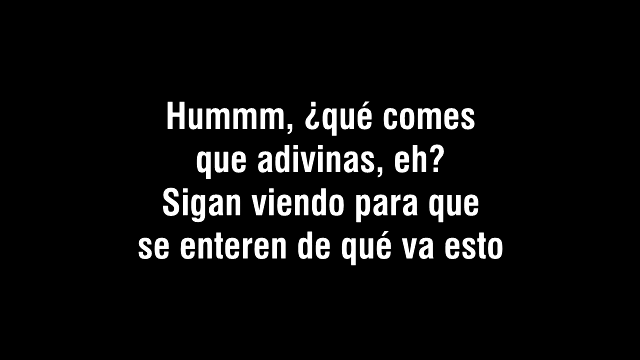 Hummm, ¿qué comes
que adivinas, eh?
Sigan viendo para que
se enteren de qué va esto